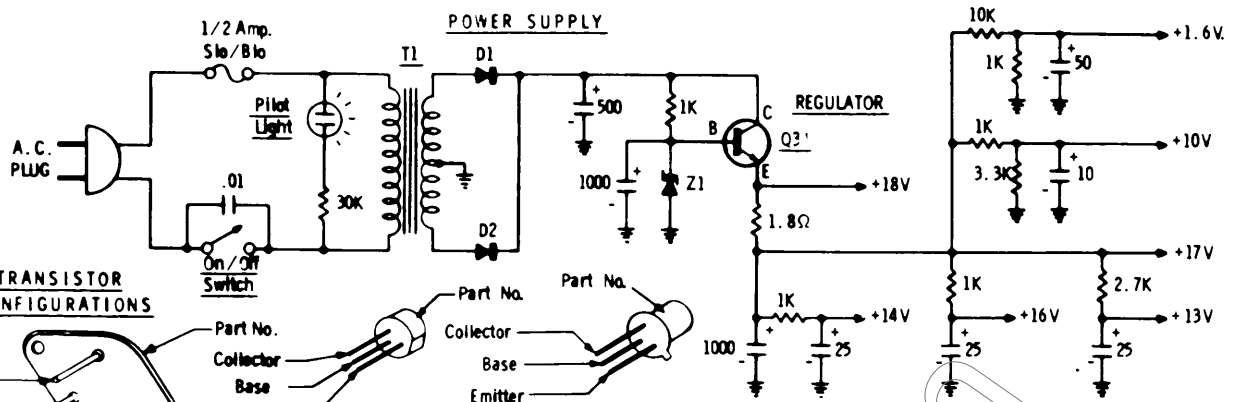 POWER SUPPLY
1/2 Amp.
Slo/Blo
T1
D1
10K
+1.6V.
1K
+
50
-
Pilot
Light
+
500
-
1K
C
REGULATOR
B
1K
+10V
A.C.
PLUG
Q3
3.3K
+
10
-
.01
30K
1000
+
-
Z1
E
+18V
1.8Ω
D2
+17V
On/Off
Switch
TRANSISTOR
NFIGURATIONS
Part No.
Part No.
Part No.
1K
2.7K
Collector
1K
+14V
+16V
+13V
Collector
Base
Base
Emitter
+
1000
-
+
25
-
+
25
-
+
25
-